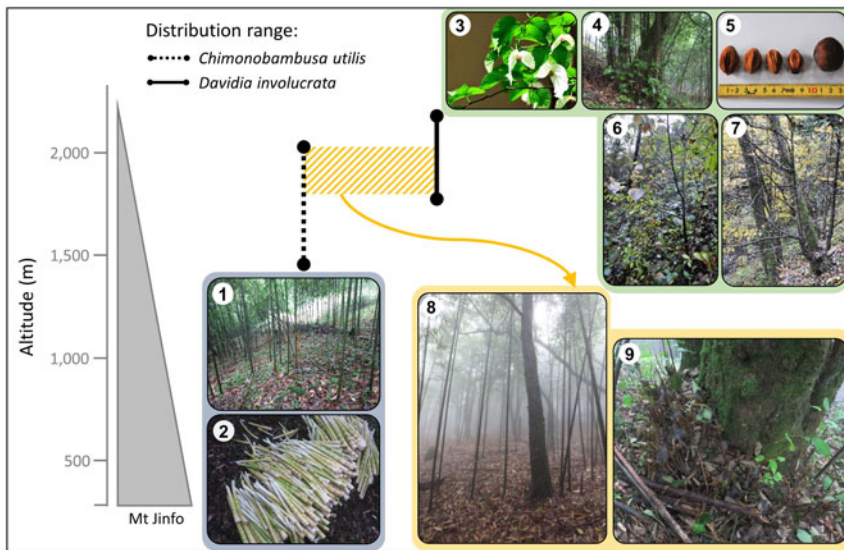 Distribution range:
Chimonobambusa utilis
Davidia involucrata
3
4
5
6
7
2,000
1,500
1,000
500
Altitude (m)
Mt Jinfo
1
2
8
9